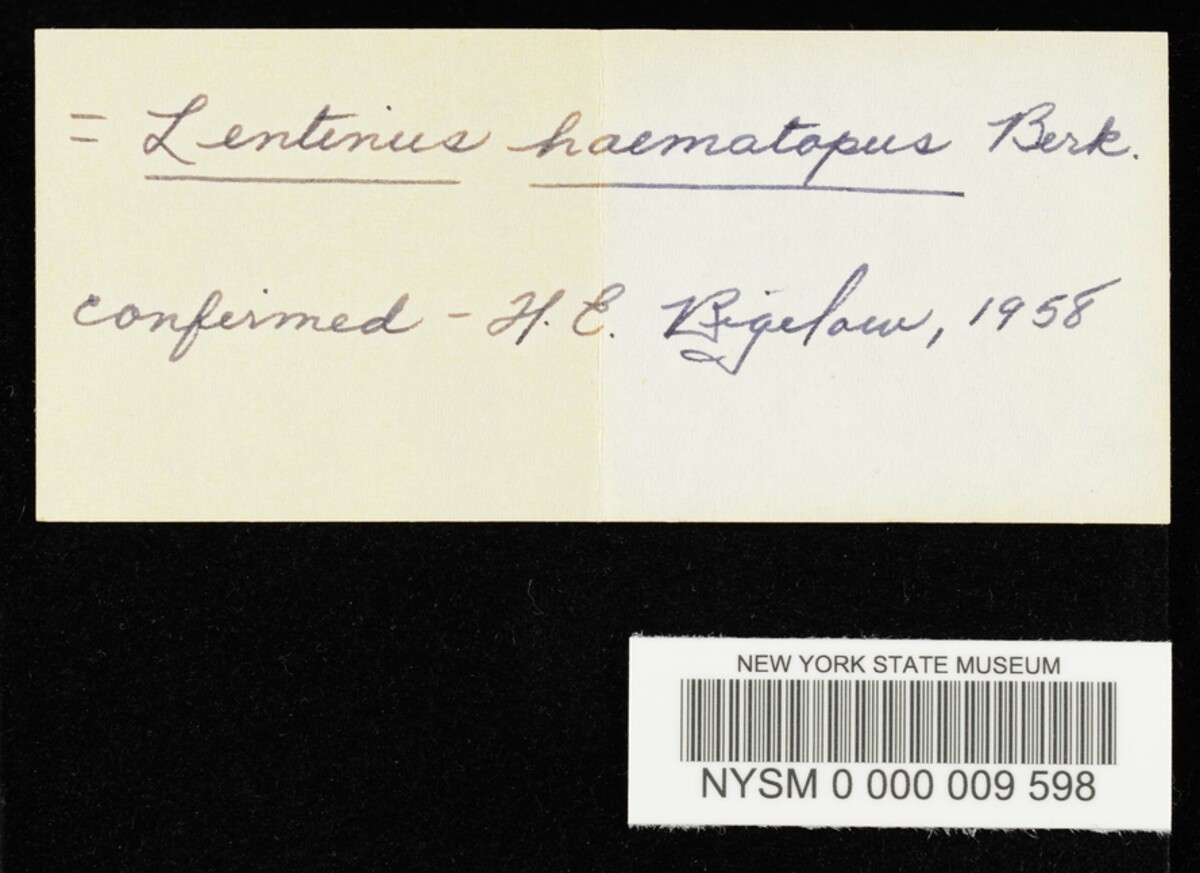 = Lentinus haematopus Berk.
confirmed - H. E. Bigelow, 1958
NEW YORK STATE MUSEUM
NYSM 0 000 009 598